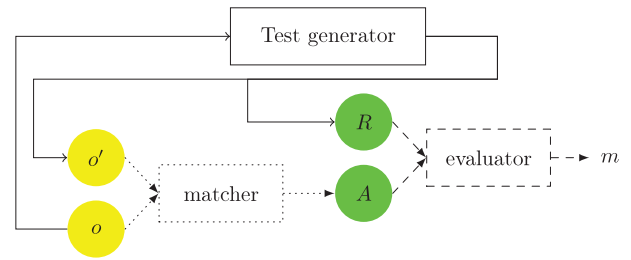 Test generator
R
o′
evaluator
m
matcher
A
o